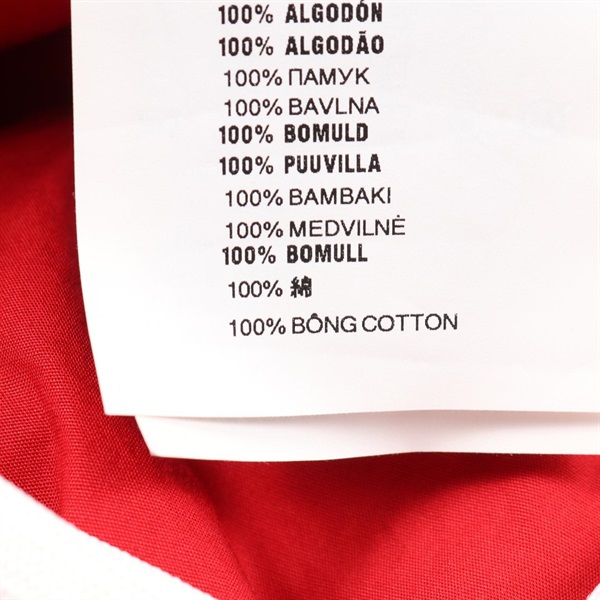 100% ALGODÓN
100% ALGODÃO
100% ПАМУК
100% BAVLNA
100% BOMULD
100% PUUVILLA
100% BAMBAKI
100% MEDVILNĖ
100% BOMULL
100% 綿
100% BÔNG COTTON